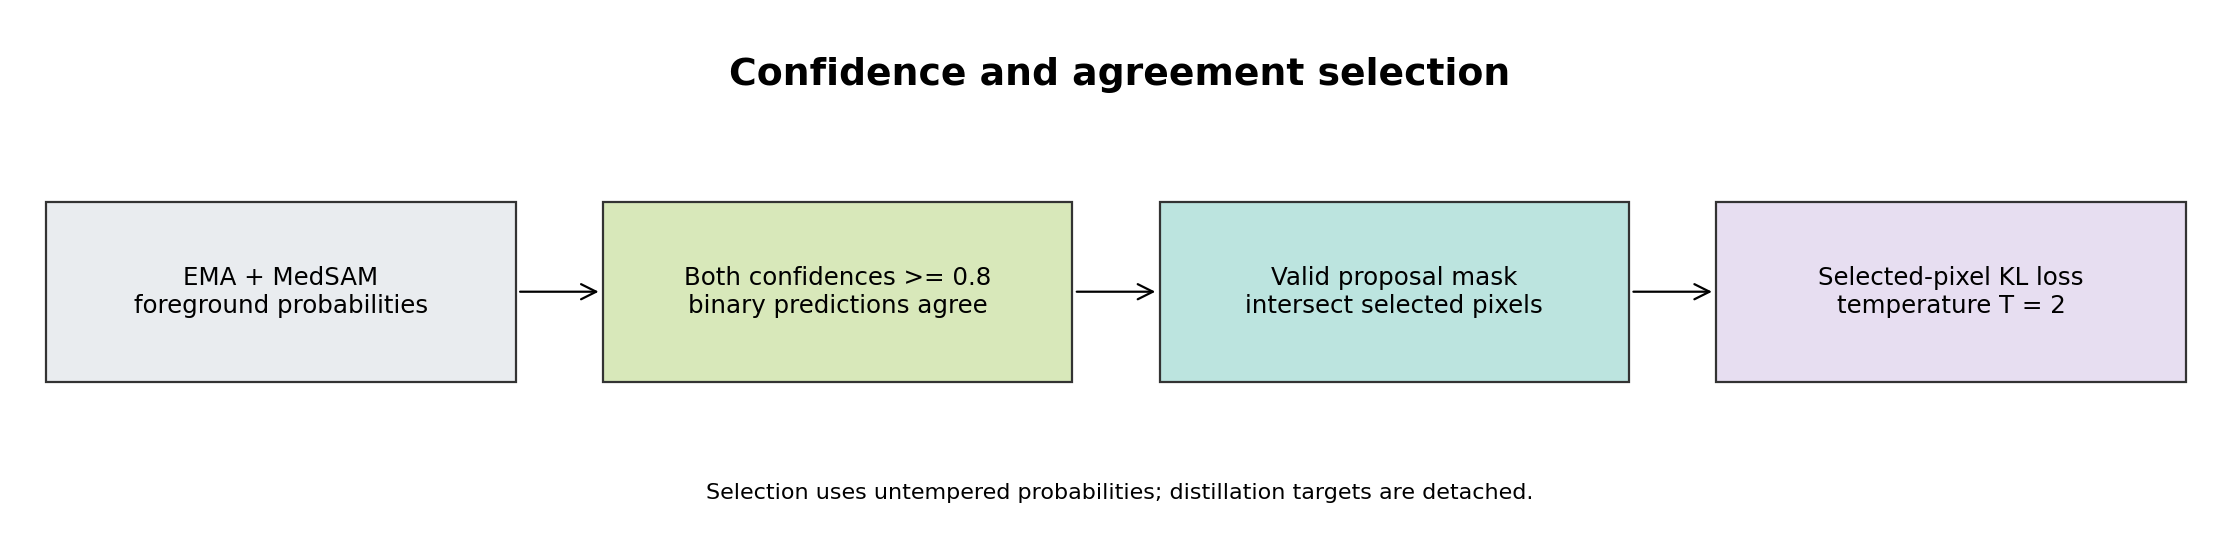 Confidence and agreement selection
EMA + MedSAM
foreground probabilities
Both confidences >= 0.8
binary predictions agree
Valid proposal mask
intersect selected pixels
Selected-pixel KL loss
temperature T = 2
Selection uses untempered probabilities; distillation targets are detached.